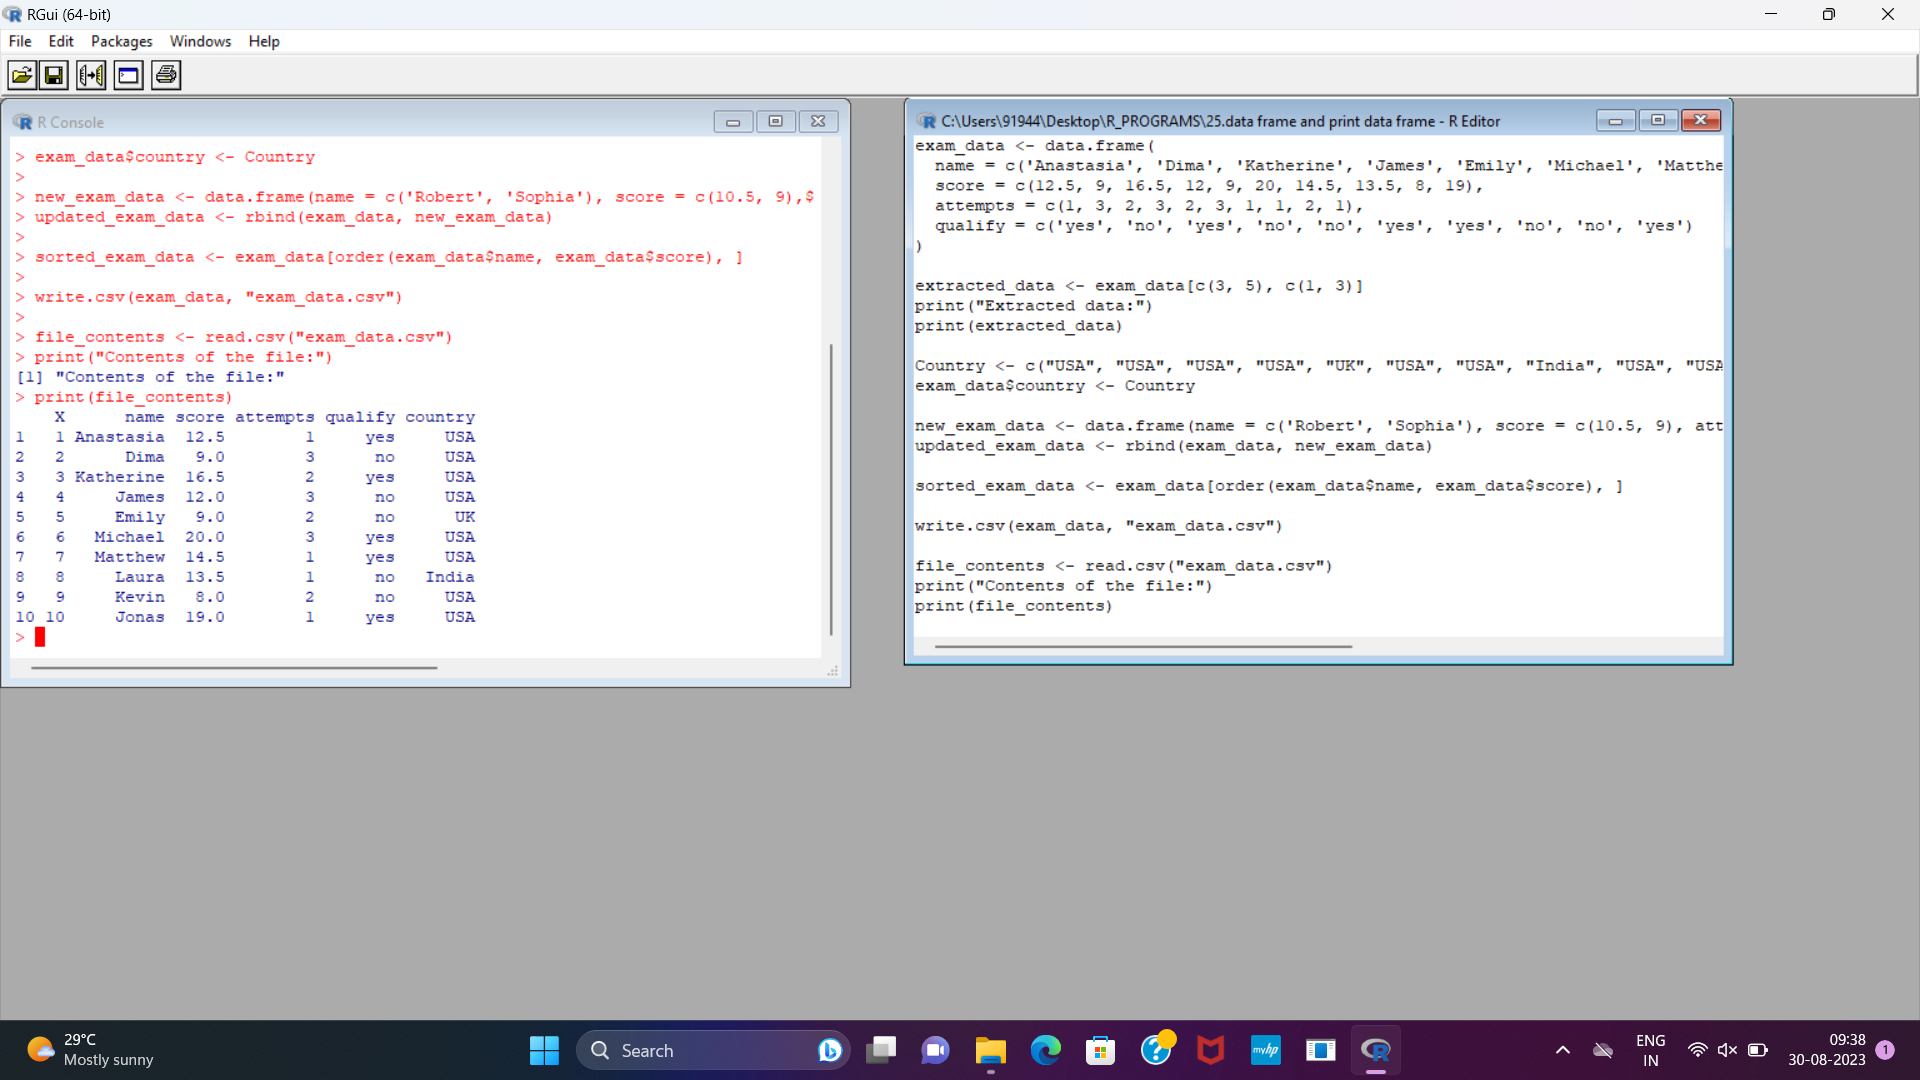 RGui (64-bit)
File Edit Packages Windows Help
R Console
> exam_data$country <- Country
>
> new_exam_data <- data.frame(name = c('Robert', 'Sophia'), score = c(10.5, 9),$
> updated_exam_data <- rbind(exam_data, new_exam_data)
>
> sorted_exam_data <- exam_data[order(exam_data$name, exam_data$score), ]
>
> write.csv(exam_data, "exam_data.csv")
>
> file_contents <- read.csv("exam_data.csv")
> print("Contents of the file:")
[1] "Contents of the file:"
> print(file_contents)
    X      name score attempts qualify country
1   1 Anastasia  12.5        1     yes     USA
2   2      Dima   9.0        3      no     USA
3   3 Katherine  16.5        2     yes     USA
4   4     James  12.0        3      no     USA
5   5     Emily   9.0        2      no      UK
6   6   Michael  20.0        3     yes     USA
7   7   Matthew  14.5        1     yes     USA
8   8     Laura  13.5        1      no   India
9   9     Kevin   8.0        2      no     USA
10 10     Jonas  19.0        1     yes     USA
>
C:\Users\91944\Desktop\R_PROGRAMS\25.data frame and print data frame - R Editor
exam_data <- data.frame(
  name = c('Anastasia', 'Dima', 'Katherine', 'James', 'Emily', 'Michael', 'Matthe
  score = c(12.5, 9, 16.5, 12, 9, 20, 14.5, 13.5, 8, 19),
  attempts = c(1, 3, 2, 3, 2, 3, 1, 1, 2, 1),
  qualify = c('yes', 'no', 'yes', 'no', 'no', 'yes', 'yes', 'no', 'no', 'yes')
)
extracted_data <- exam_data[c(3, 5), c(1, 3)]
print("Extracted data:")
print(extracted_data)
Country <- c("USA", "USA", "USA", "USA", "UK", "USA", "USA", "India", "USA", "USA
exam_data$country <- Country
new_exam_data <- data.frame(name = c('Robert', 'Sophia'), score = c(10.5, 9), att
updated_exam_data <- rbind(exam_data, new_exam_data)
sorted_exam_data <- exam_data[order(exam_data$name, exam_data$score), ]
write.csv(exam_data, "exam_data.csv")
file_contents <- read.csv("exam_data.csv")
print("Contents of the file:")
print(file_contents)
29°C
Mostly sunny
Search
myhp
ENG
IN
09:38
30-08-2023
1